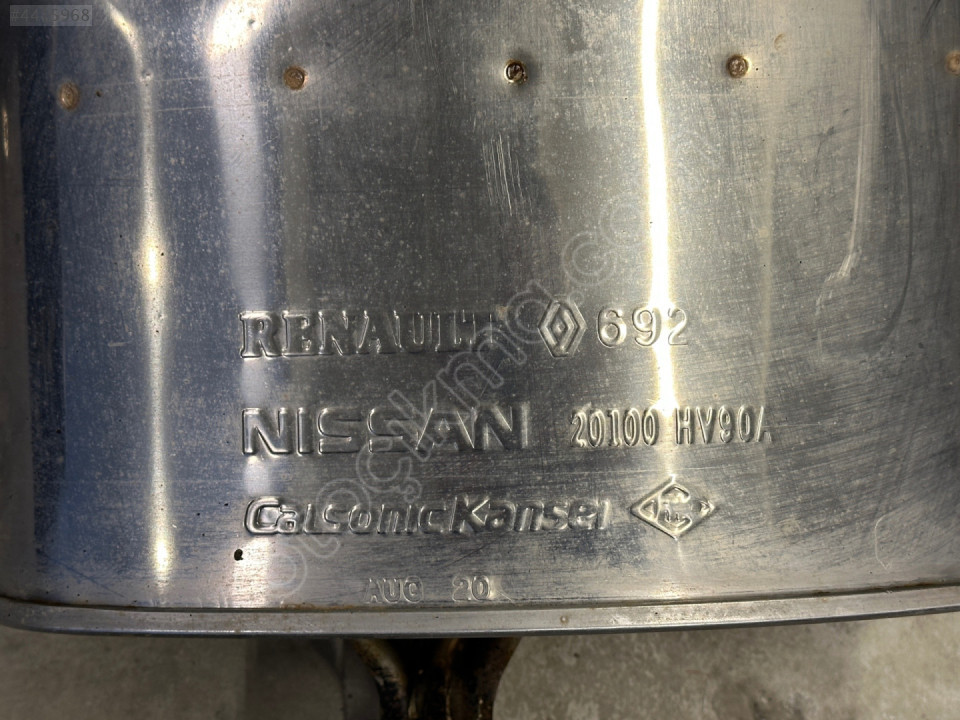 RENAULT 692
NISSAN 20100 HV90A
CalsonicKansei
AUG 20